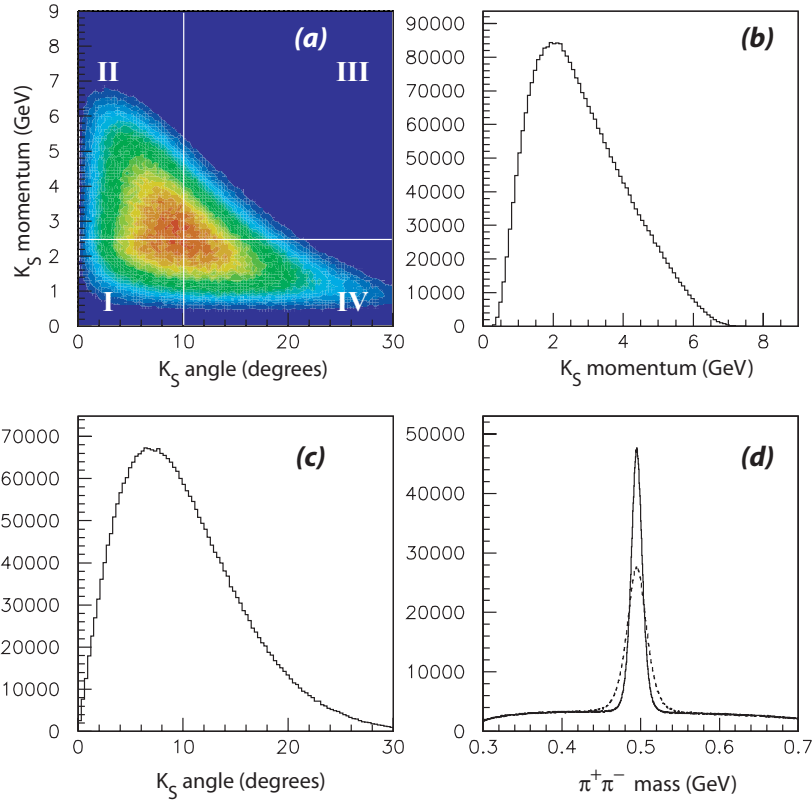 (a)
II
III
I
IV
9
8
7
6
5
4
3
2
1
0
K_S momentum (GeV)
0 10 20 30
K_S angle (degrees)
(b)
90000
80000
70000
60000
50000
40000
30000
20000
10000
0
0 2 4 6 8
K_S momentum (GeV)
(c)
70000
60000
50000
40000
30000
20000
10000
0
0 10 20 30
K_S angle (degrees)
(d)
50000
40000
30000
20000
10000
0
0.3 0.4 0.5 0.6 0.7
π⁺π⁻ mass (GeV)